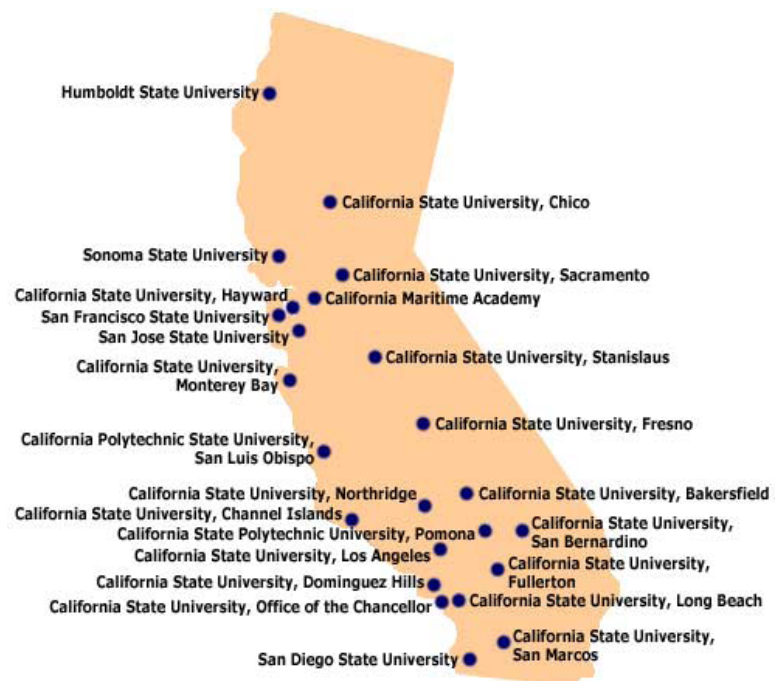 Humboldt State University
California State University, Chico
Sonoma State University
California State University, Sacramento
California State University, Hayward
California Maritime Academy
San Francisco State University
San Jose State University
California State University, Stanislaus
California State University,
Monterey Bay
California State University, Fresno
California Polytechnic State University,
San Luis Obispo
California State University, Northridge
California State University, Bakersfield
California State University, Channel Islands
California State Polytechnic University, Pomona
California State University,
San Bernardino
California State University, Los Angeles
California State University,
Fullerton
California State University, Dominguez Hills
California State University, Office of the Chancellor
California State University, Long Beach
California State University,
San Marcos
San Diego State University